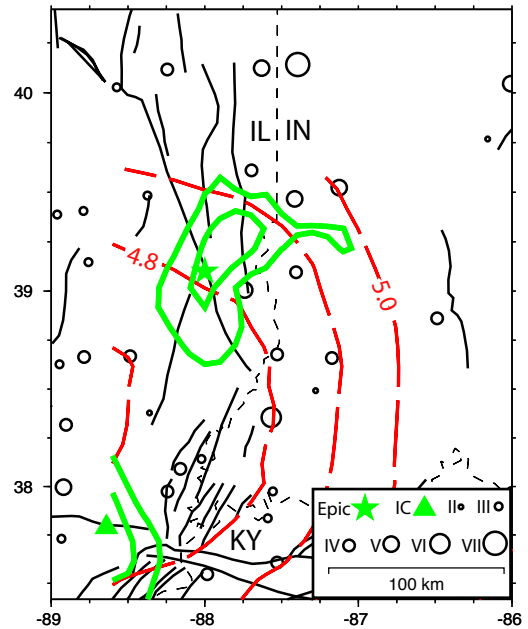 40
IL IN
4.8
5.0
39
38
KY
Epic IC II III
IV V VI VII
100 km
-89 -88 -87 -86